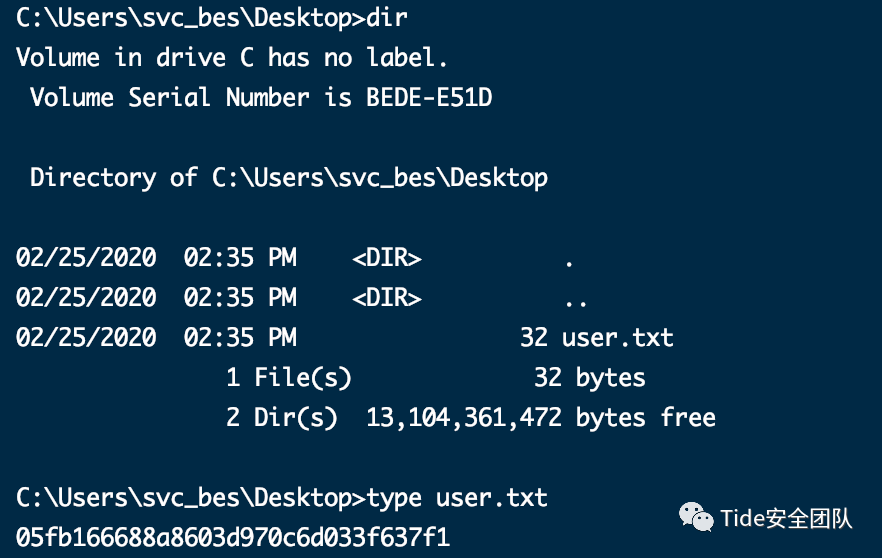 C:\Users\svc_bes\Desktop>dir
Volume in drive C has no label.
 Volume Serial Number is BEDE-E51D

 Directory of C:\Users\svc_bes\Desktop

02/25/2020  02:35 PM    <DIR>          .
02/25/2020  02:35 PM    <DIR>          ..
02/25/2020  02:35 PM                32 user.txt
               1 File(s)             32 bytes
               2 Dir(s)  13,104,361,472 bytes free

C:\Users\svc_bes\Desktop>type user.txt
05fb166688a8603d970c6d033f637f1
Tide安全团队